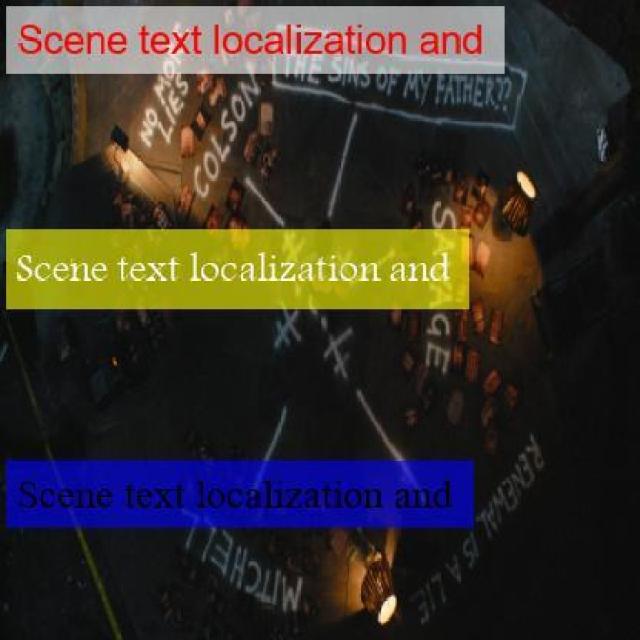 Scene text localization and
NO MORE
LIES
COLSON
THE SINS OF MY FATHER??
Scene text localization and
SAVAGE
Scene text localization and
RENEWAL IS A LIE
MITCHELL